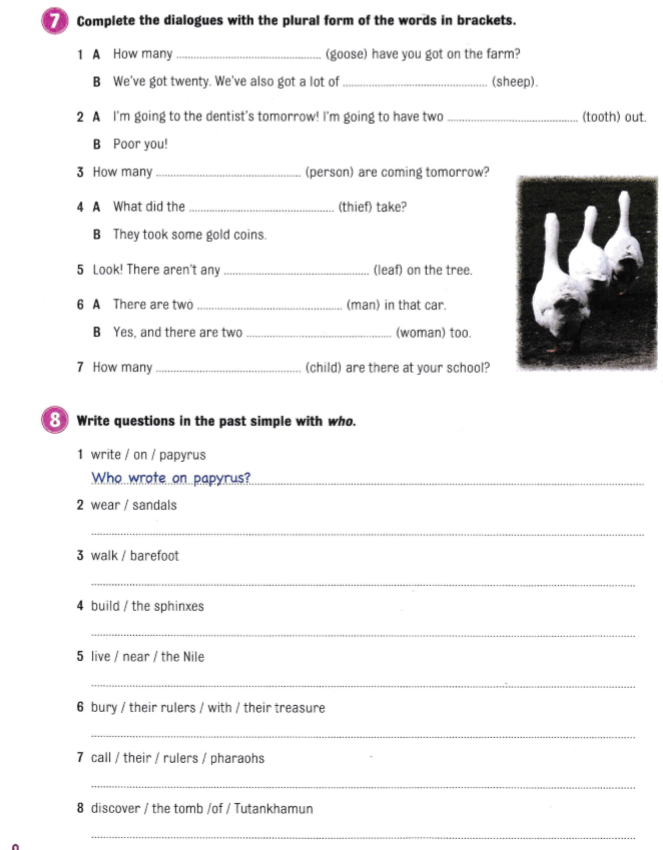 7 Complete the dialogues with the plural form of the words in brackets.
1 A How many .................... (goose) have you got on the farm?
B We've got twenty. We've also got a lot of .................... (sheep).
2 A I'm going to the dentist's tomorrow! I'm going to have two .................... (tooth) out.
B Poor you!
3 How many .................... (person) are coming tomorrow?
4 A What did the .................... (thief) take?
B They took some gold coins.
5 Look! There aren't any .................... (leaf) on the tree.
6 A There are two .................... (man) in that car.
B Yes, and there are two .................... (woman) too.
7 How many .................... (child) are there at your school?
8 Write questions in the past simple with who.
1 write / on / papyrus
Who wrote on papyrus?
2 wear / sandals
3 walk / barefoot
4 build / the sphinxes
5 live / near / the Nile
6 bury / their rulers / with / their treasure
7 call / their / rulers / pharaohs
8 discover / the tomb /of / Tutankhamun